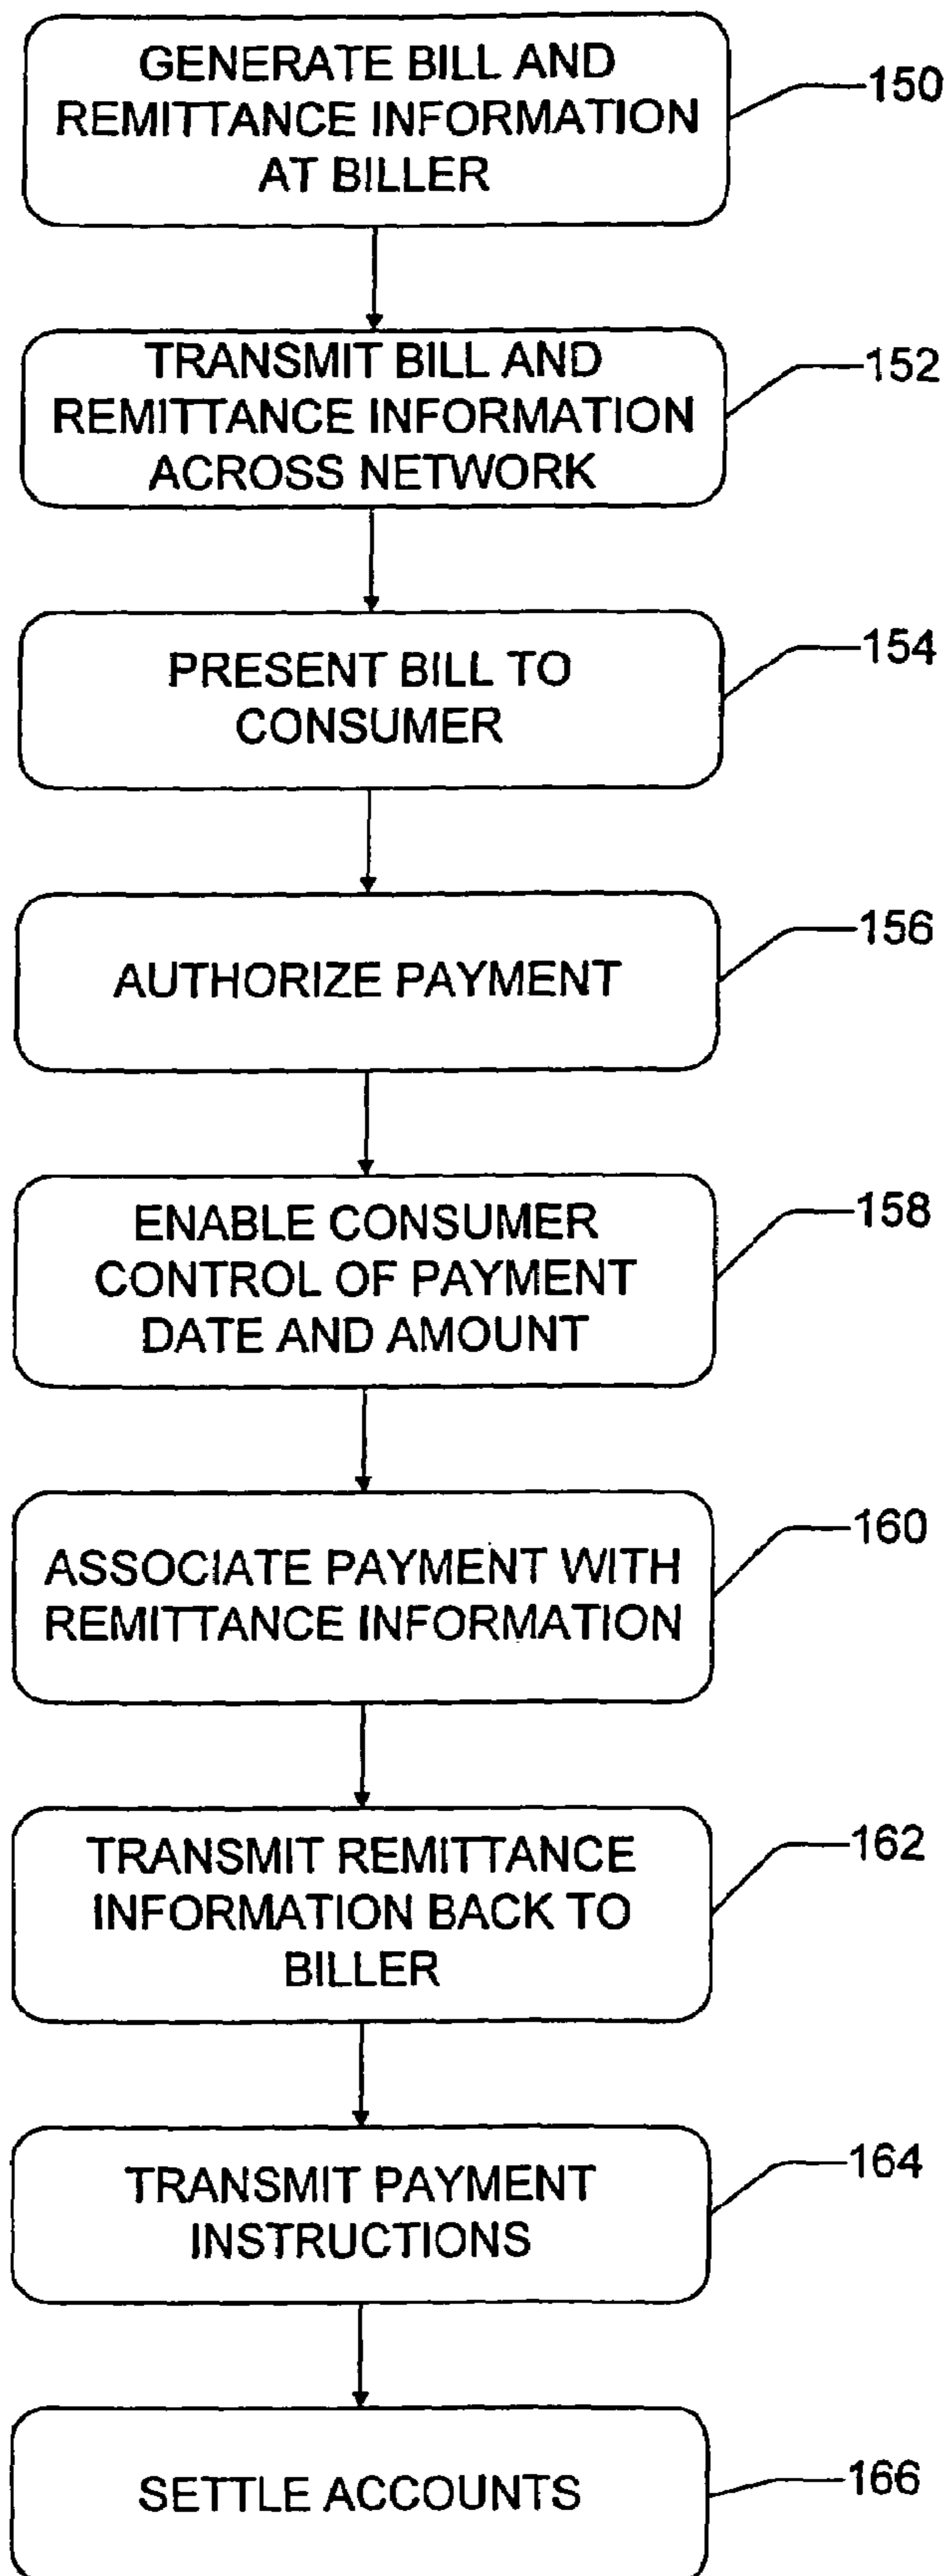 GENERATE BILL AND
REMITTANCE INFORMATION
AT BILLER
150
TRANSMIT BILL AND
REMITTANCE INFORMATION
ACROSS NETWORK
152
PRESENT BILL TO
CONSUMER
154
AUTHORIZE PAYMENT
156
ENABLE CONSUMER
CONTROL OF PAYMENT
DATE AND AMOUNT
158
ASSOCIATE PAYMENT WITH
REMITTANCE INFORMATION
160
TRANSMIT REMITTANCE
INFORMATION BACK TO
BILLER
162
TRANSMIT PAYMENT
INSTRUCTIONS
164
SETTLE ACCOUNTS
166